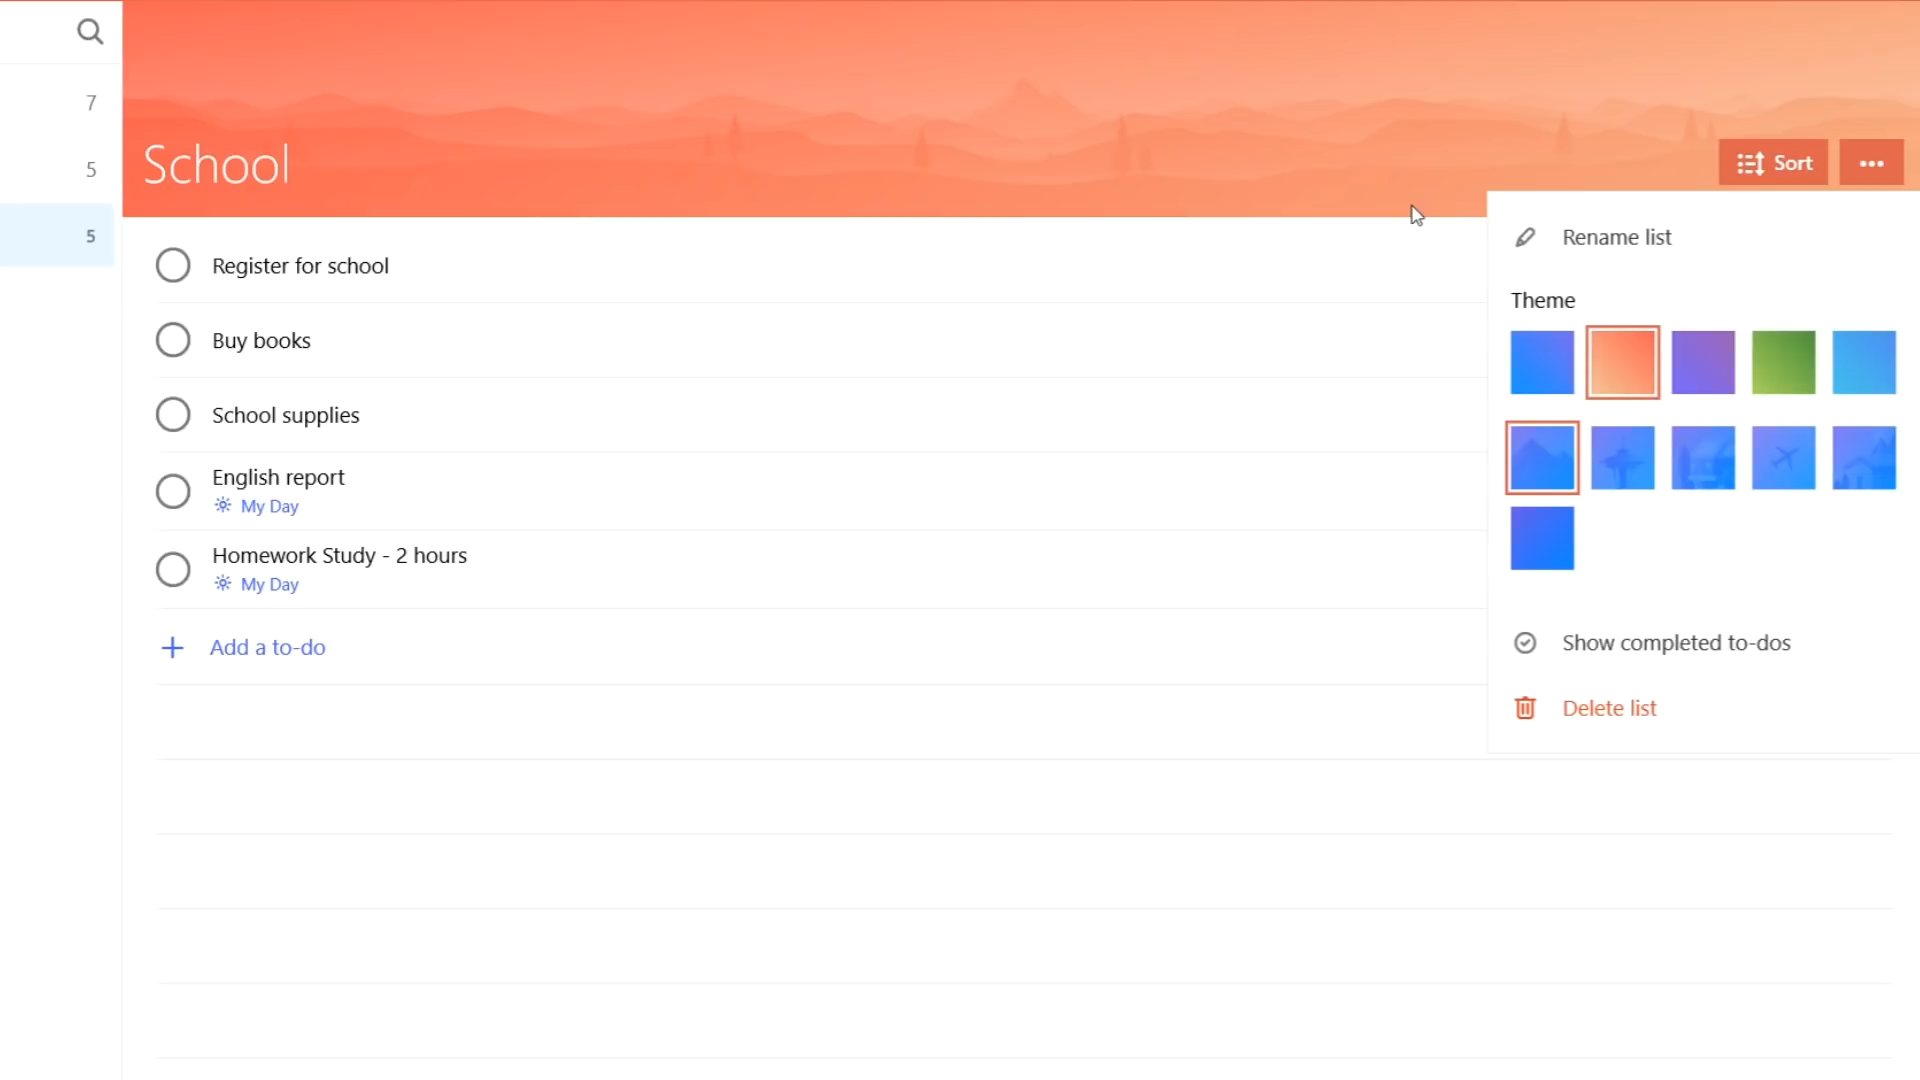 7
5
5
School
Sort
Register for school
Buy books
School supplies
English report
My Day
Homework Study - 2 hours
My Day
Add a to-do
Rename list
Theme
Show completed to-dos
Delete list